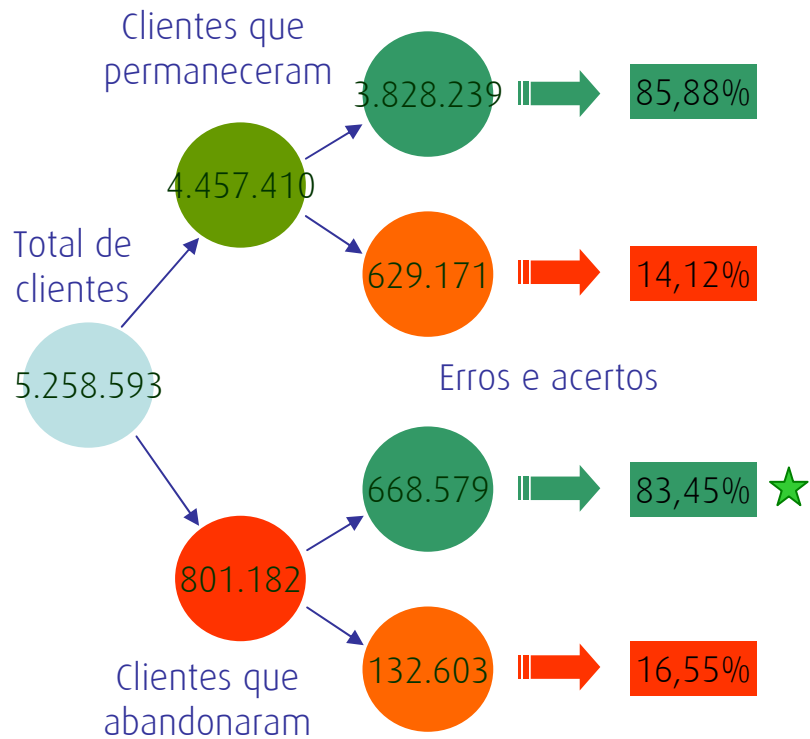 Clientes que
permaneceram
3.828.239
85,88%
4.457.410
Total de
clientes
629.171
14,12%
5.258.593
Erros e acertos
668.579
83,45%
801.182
132.603
16,55%
Clientes que
abandonaram